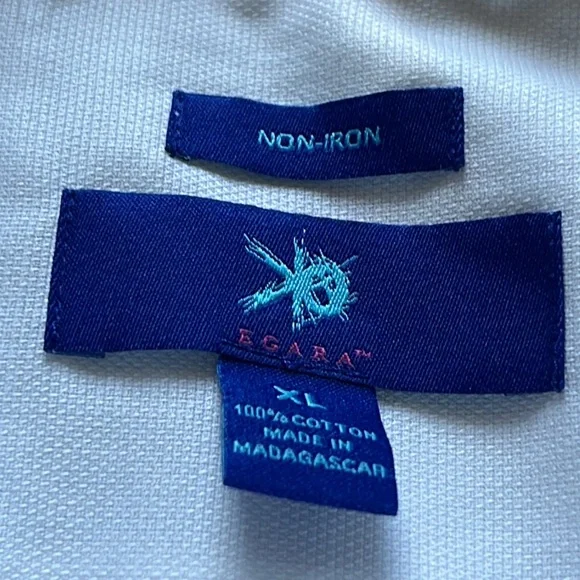 NON-IRON
EGARA™
XL
100% COTTON
MADE IN
MADAGASCAR